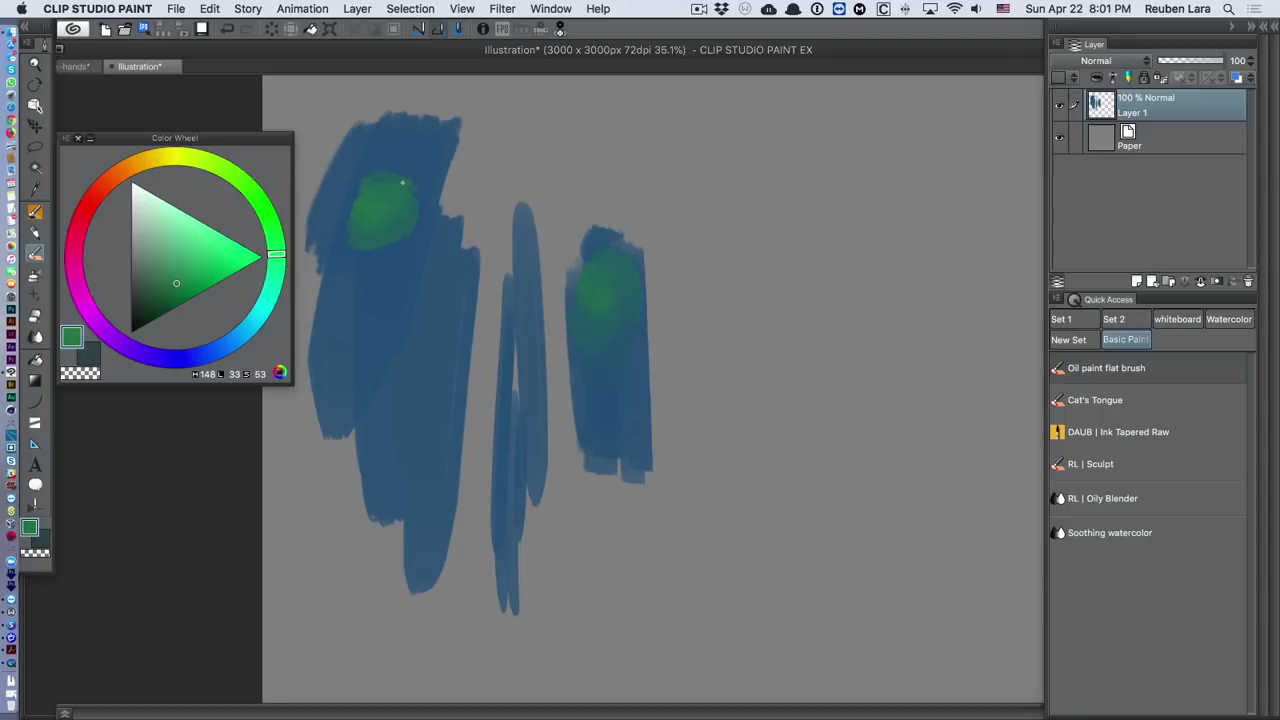 CLIP STUDIO PAINT File Edit Story Animation Layer Selection View Filter Window Help Sun Apr 22 8:01 PM Reuben Lara
Illustration* (3000 x 3000px 72dpi 35.1%) - CLIP STUDIO PAINT EX
-hands* Illustration*
Color Wheel
H 148 L 33 S 53
Layer
Normal 100
100 % Normal
Layer 1
Paper
Quick Access
Set 1 Set 2 whiteboard Watercolor
New Set Basic Pain
Oil paint flat brush
Cat's Tongue
DAUB | Ink Tapered Raw
RL | Sculpt
RL | Oily Blender
Soothing watercolor